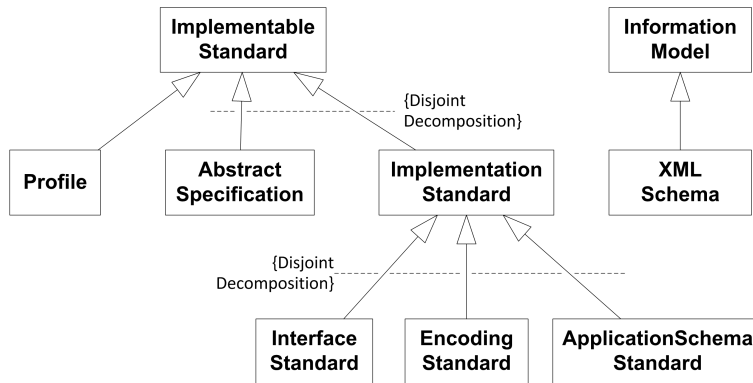 Implementable
Standard
Information
Model
{Disjoint
Decomposition}
Profile
Abstract
Specification
Implementation
Standard
XML
Schema
{Disjoint
Decomposition}
Interface
Standard
Encoding
Standard
ApplicationSchema
Standard